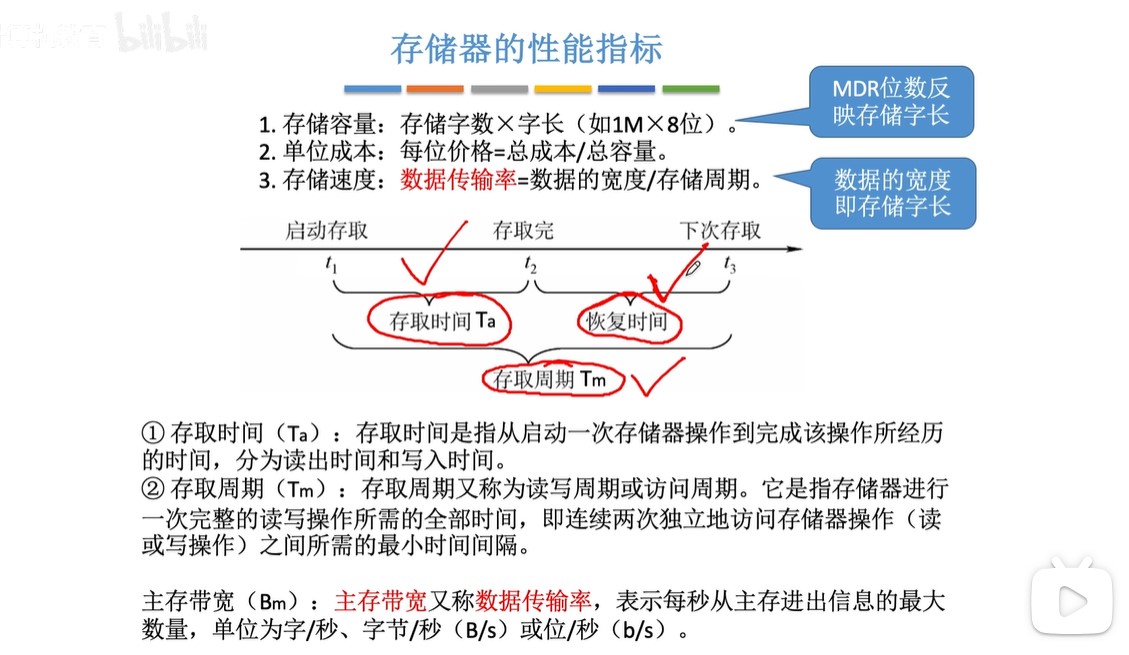 bilibili
存储器的性能指标
MDR位数反
映存储字长
1. 存储容量：存储字数×字长（如1M×8位）。
2. 单位成本：每位价格=总成本/总容量。
3. 存储速度：数据传输率=数据的宽度/存储周期。
数据的宽度
即存储字长
启动存取 存取完 下次存取
t1 t2 t3
存取时间 Ta 恢复时间
存取周期 Tm
① 存取时间（Ta）：存取时间是指从启动一次存储器操作到完成该操作所经历
的时间，分为读出时间和写入时间。
② 存取周期（Tm）：存取周期又称为读写周期或访问周期。它是指存储器进行
一次完整的读写操作所需的全部时间，即连续两次独立地访问存储器操作（读
或写操作）之间所需的最小时间间隔。
主存带宽（Bm）：主存带宽又称数据传输率，表示每秒从主存进出信息的最大
数量，单位为字/秒、字节/秒（B/s）或位/秒（b/s）。